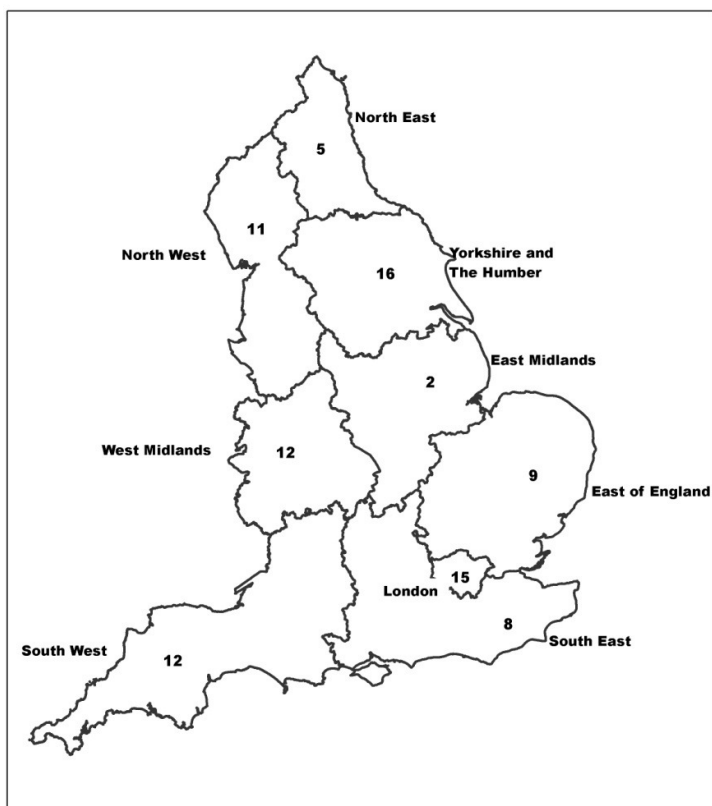 North East
5
11
North West
Yorkshire and
The Humber
16
East Midlands
2
West Midlands
12
9
East of England
15
London
8
South East
South West
12